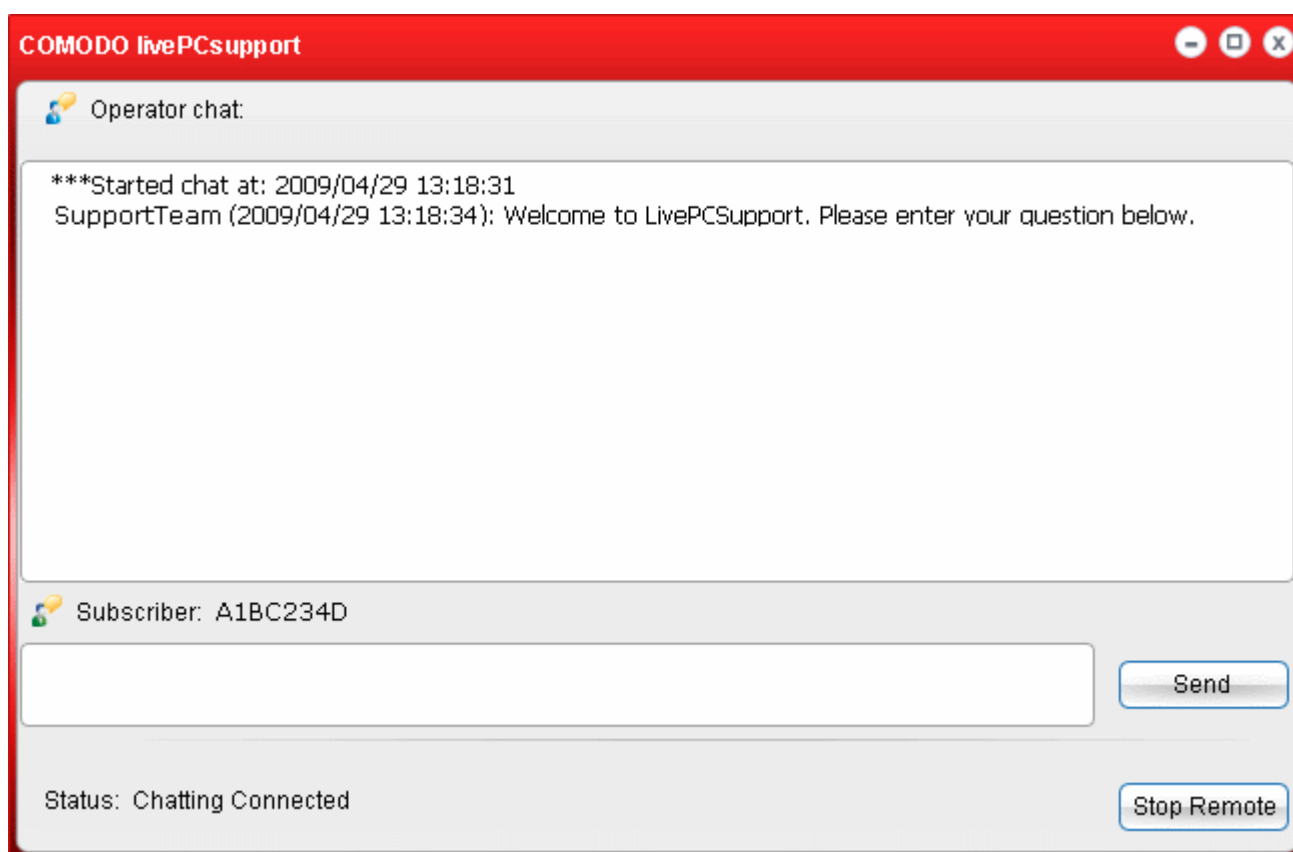 COMODO livePCsupport
Operator chat:
***Started chat at: 2009/04/29 13:18:31
SupportTeam (2009/04/29 13:18:34): Welcome to LivePCSupport. Please enter your question below.
Subscriber: A1BC234D
Send
Status: Chatting Connected
Stop Remote